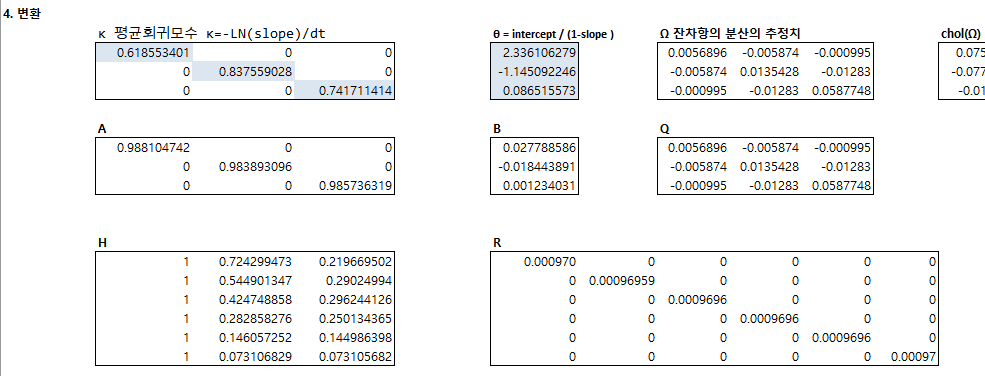 4. 변환
κ 평균회귀모수 κ=-LN(slope)/dt θ = intercept / (1-slope ) Ω 잔차항의 분산의 추정치 chol(Ω)
0.618553401 0 0 2.336106279 0.0056896 -0.005874 -0.000995 0.075
0 0.837559028 0 -1.145092246 -0.005874 0.0135428 -0.01283 -0.077
0 0 0.741711414 0.086515573 -0.000995 -0.01283 0.0587748 -0.01
A B Q
0.988104742 0 0 0.027788586 0.0056896 -0.005874 -0.000995
0 0.983893096 0 -0.018443891 -0.005874 0.0135428 -0.01283
0 0 0.985736319 0.001234031 -0.000995 -0.01283 0.0587748
H R
1 0.724299473 0.219669502 0.000970 0 0 0 0 0
1 0.544901347 0.29024994 0 0.00096959 0 0 0 0
1 0.424748858 0.296244126 0 0 0.0009696 0 0 0
1 0.282858276 0.250134365 0 0 0 0.0009696 0 0
1 0.146057252 0.144986398 0 0 0 0 0.0009696 0
1 0.073106829 0.073105682 0 0 0 0 0 0.00097